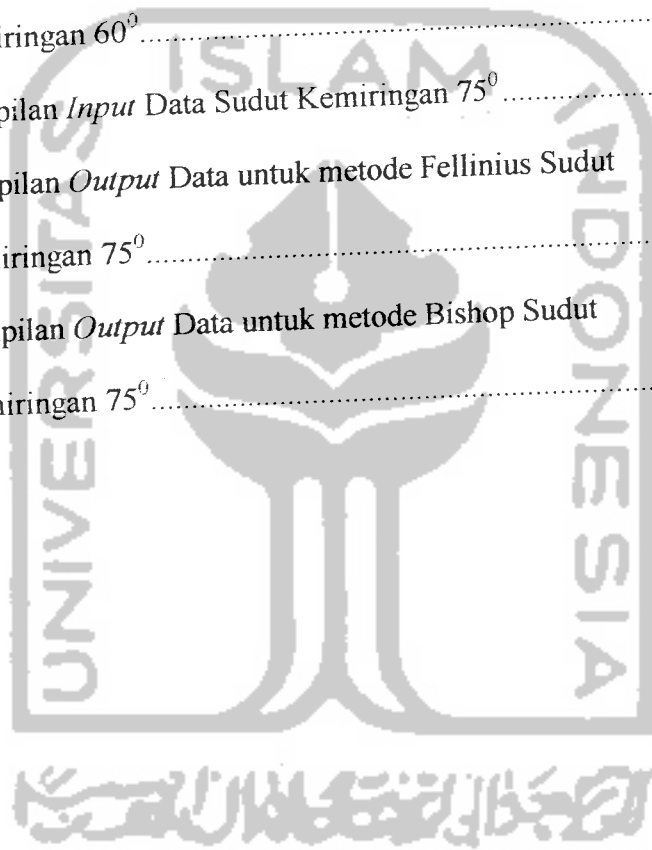 iringan 60⁰
pilan Input Data Sudut Kemiringan 75⁰
pilan Output Data untuk metode Fellinius Sudut
iringan 75⁰
pilan Output Data untuk metode Bishop Sudut
iringan 75⁰
UNIVERSITAS
ISLAM
INDONESIA